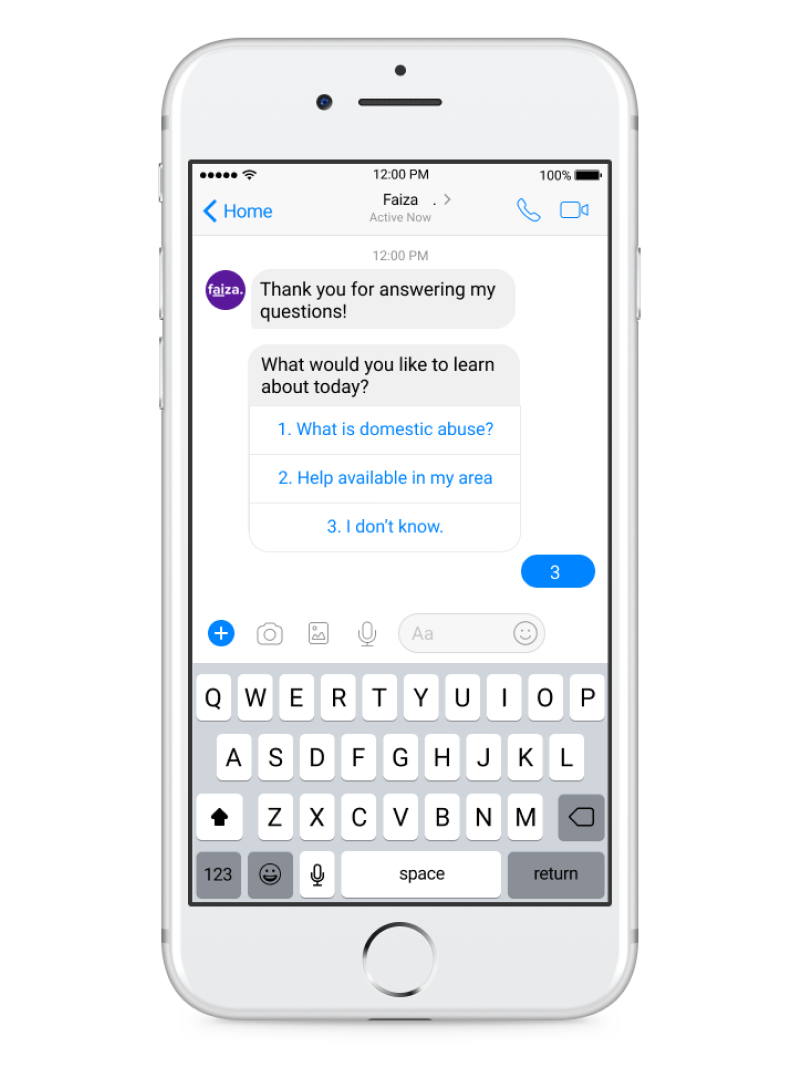 12:00 PM
100%
Home
Faiza .
Active Now
12:00 PM
faiza.
Thank you for answering my
questions!
What would you like to learn
about today?
1. What is domestic abuse?
2. Help available in my area
3. I don’t know.
3
Aa
Q W E R T Y U I O P
A S D F G H J K L
Z X C V B N M
123 space return